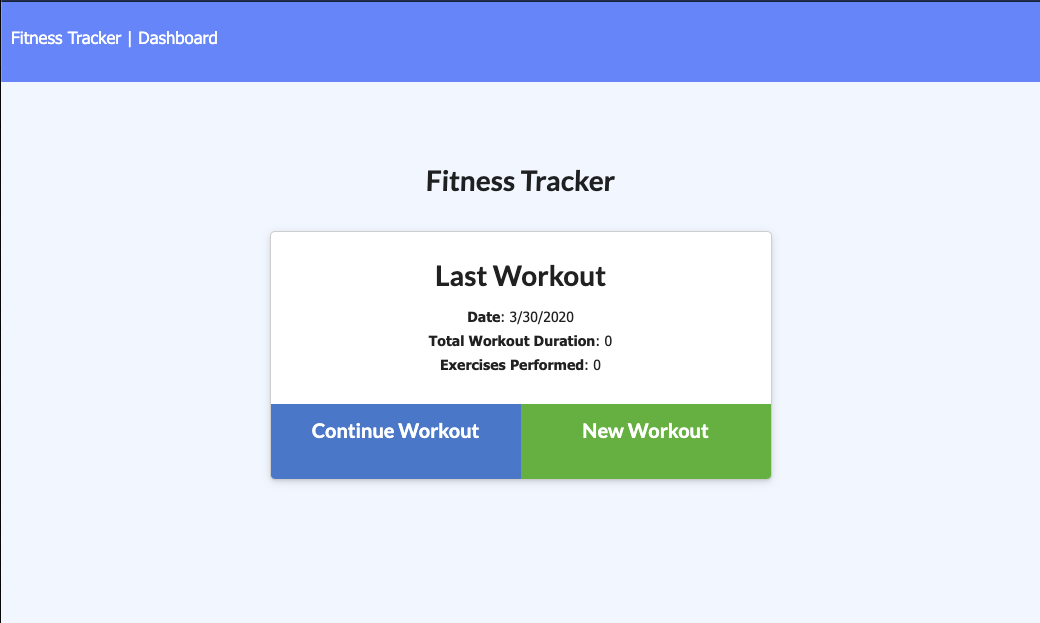 Fitness Tracker | Dashboard
Fitness Tracker
Last Workout
Date: 3/30/2020
Total Workout Duration: 0
Exercises Performed: 0
Continue Workout
New Workout